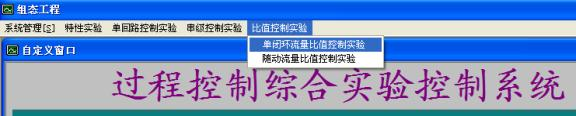 组态工程
系统管理[S] 特性实验 单回路控制实验 串级控制实验 比值控制实验
单闭环流量比值控制实验
随动流量比值控制实验
自定义窗口
过程控制综合实验控制系统